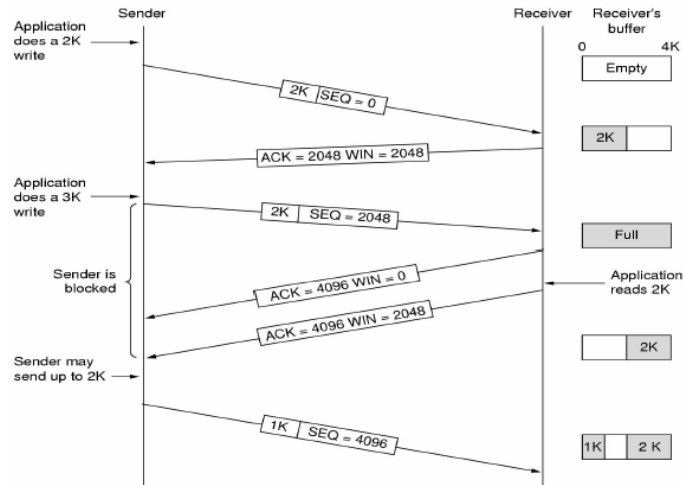 Sender
Receiver
Receiver's
buffer
Application
does a 2K
write
0 4K
Empty
2K SEQ = 0
2K
ACK = 2048 WIN = 2048
Application
does a 3K
write
2K SEQ = 2048
Full
Sender is
blocked
Application
reads 2K
ACK = 4096 WIN = 0
ACK = 4096 WIN = 2048
2K
Sender may
send up to 2K
1K SEQ = 4096
1K 2 K